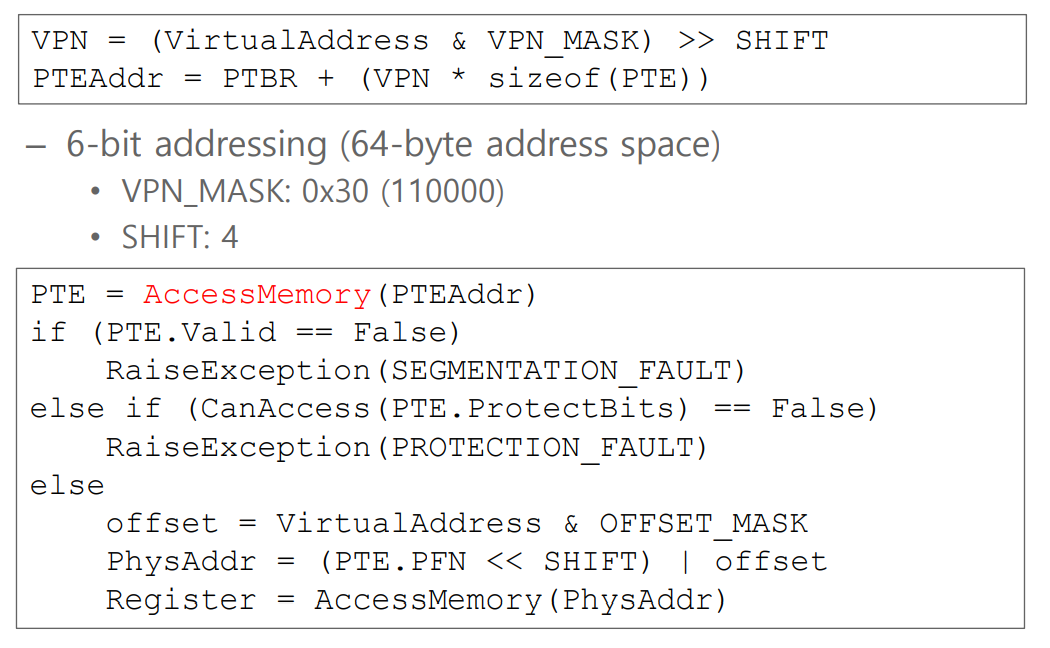 VPN = (VirtualAddress & VPN_MASK) >> SHIFT
PTEAddr = PTBR + (VPN * sizeof(PTE))
– 6-bit addressing (64-byte address space)
• VPN_MASK: 0x30 (110000)
• SHIFT: 4
PTE = AccessMemory(PTEAddr)
if (PTE.Valid == False)
    RaiseException(SEGMENTATION_FAULT)
else if (CanAccess(PTE.ProtectBits) == False)
    RaiseException(PROTECTION_FAULT)
else
    offset = VirtualAddress & OFFSET_MASK
    PhysAddr = (PTE.PFN << SHIFT) | offset
    Register = AccessMemory(PhysAddr)